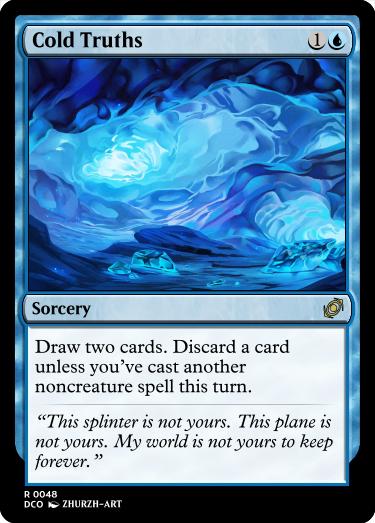 Cold Truths 1
Sorcery
Draw two cards. Discard a card
unless you've cast another
noncreature spell this turn.
“This splinter is not yours. This plane is
not yours. My world is not yours to keep
forever.”
R 0048
DCO ZHURZH-ART